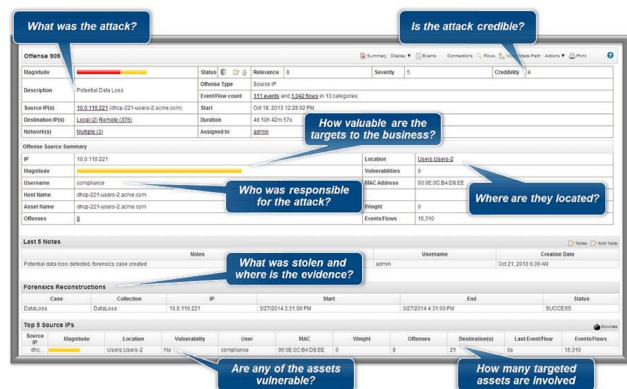 What was the attack?
Is the attack credible?
Offense 909
Summary Display Events Connections Flows Path Actions Print
Magnitude Status Relevance 8 Severity 5 Credibility 4
Description Potential Data Loss
Offense Type Source IP
Event/Flow count 111 events and 1,042 flows in 13 categories
Source IP(s) 10.0.110.221 (dhcp-221-users-2.acme.com)
Start Oct 18, 2013 12:28:02 PM
Destination IP(s) Local (2) Remote (376)
Duration 4d 10h 42m 57s
Network(s) Multiple (3)
Assigned to admin
How valuable are the targets to the business?
Offense Source Summary
IP 10.0.110.221 Location Users.Users-2
Magnitude Vulnerabilities 0
Username compliance MAC Address 00:0E:0C:B4:D8:EE
Who was responsible for the attack?
Where are they located?
Host Name dhcp-221-users-2.acme.com
Asset Name dhcp-221-users-2.acme.com Weight 0
Offenses 8 Events/Flows 15,310
Last 5 Notes Notes Add Note
Notes Username Creation Date
Potential data loss detected, forensics case created admin Oct 21, 2013 6:39 AM
What was stolen and where is the evidence?
Forensics Reconstructions
Case Collection IP Start End Status
DataLoss DataLoss 10.0.110.221 3/27/2014 3:31:00 PM 3/27/2014 4:31:00 PM SUCCESS
Top 5 Source IPs Sources
Source IP Magnitude Location Vulnerability User MAC Weight Offenses Destination(s) Last Event/Flow Events/Flows
dhc... Users.Users-2 No compliance 00:0E:0C:B4:D8:EE 0 8 21 0s 15,310
Are any of the assets vulnerable?
How many targeted assets are involved